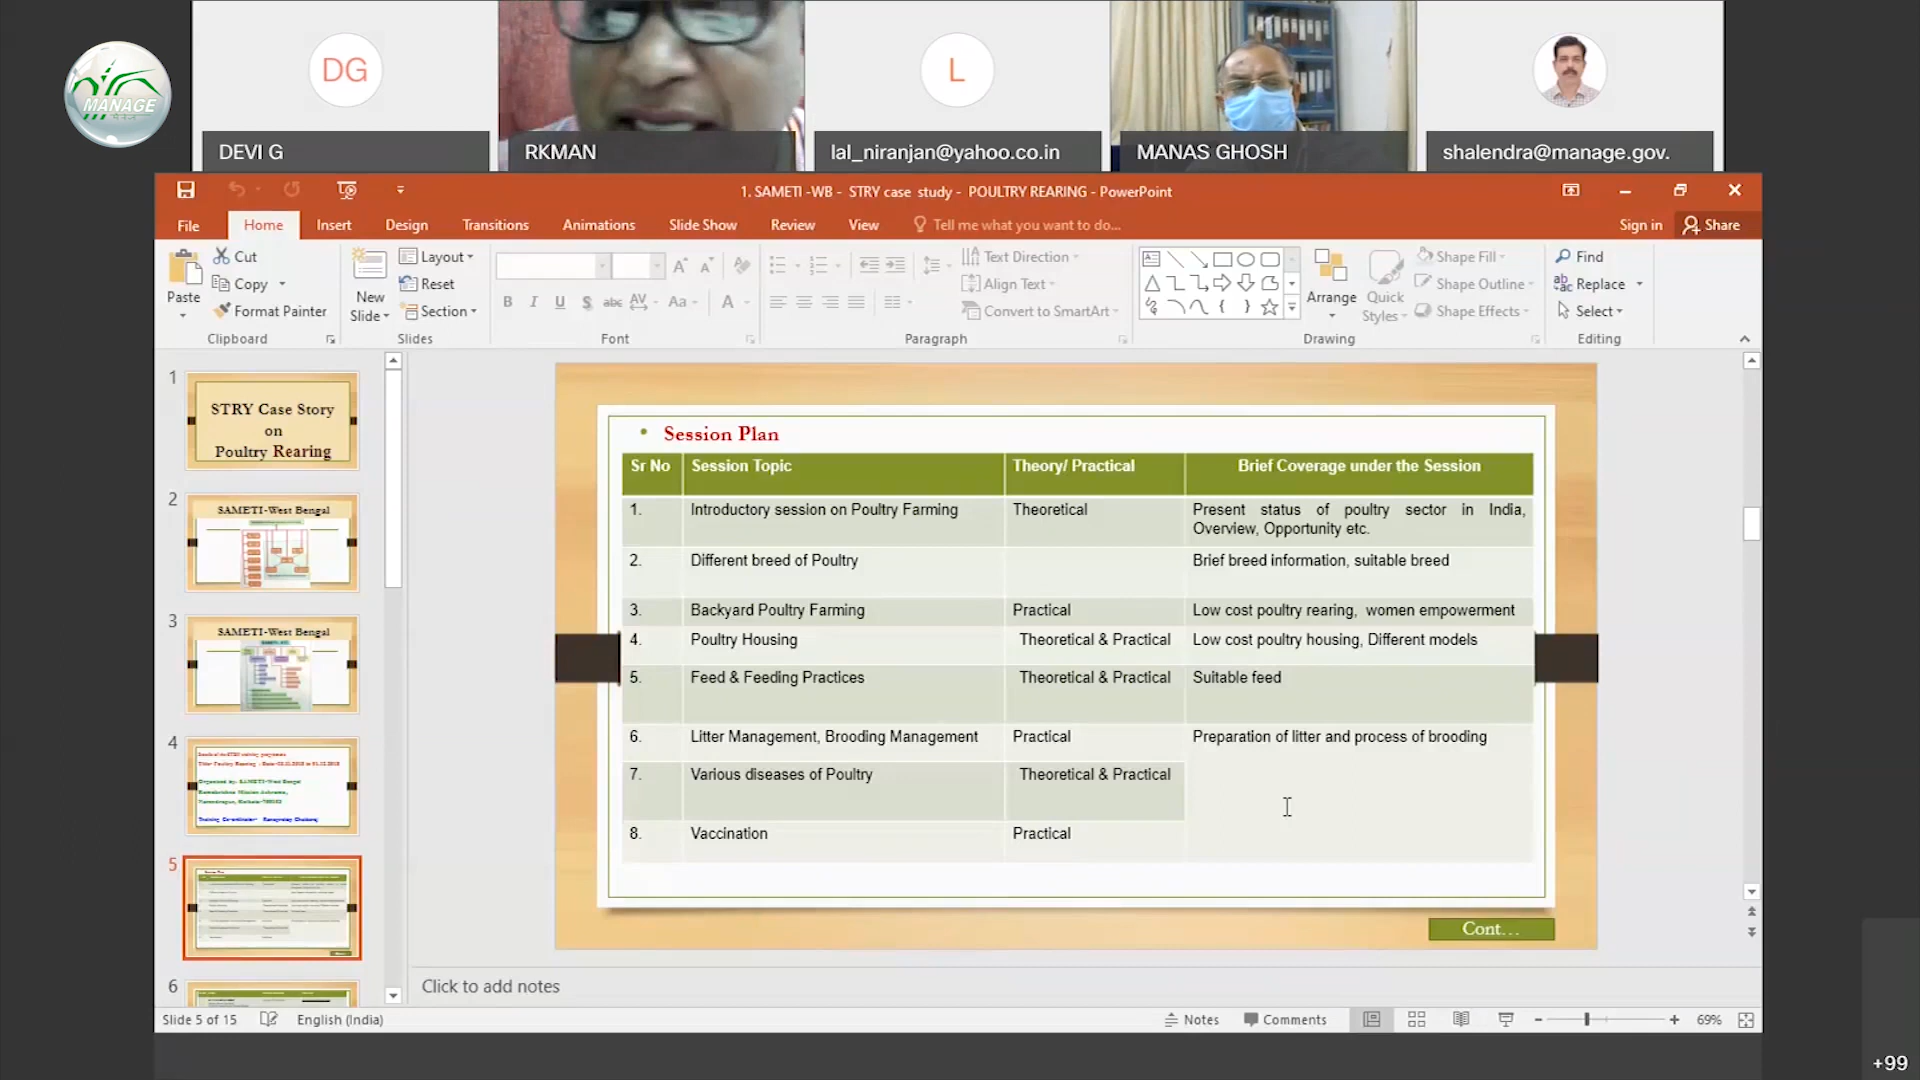 DG
L
MANAGE
DEVI G
RKMAN
lal_niranjan@yahoo.co.in
MANAS GHOSH
shalendra@manage.gov.
1. SAMETI -WB - STRY case study - POULTRY REARING - PowerPoint
File
Home
Insert
Design
Transitions
Animations
Slide Show
Review
View
Tell me what you want to do...
Sign in
Share
Paste
Cut
Copy
Format Painter
Clipboard
New
Slide
Layout
Reset
Section
Slides
Font
Text Direction
Align Text
Convert to SmartArt
Paragraph
Arrange
Quick
Styles
Shape Fill
Shape Outline
Shape Effects
Drawing
Find
Replace
Select
Editing
1
STRY Case Story
on
Poultry Rearing
2
SAMETI-West Bengal
3
SAMETI-West Bengal
4
5
6
• Session Plan
Sr No Session Topic Theory/ Practical Brief Coverage under the Session
1. Introductory session on Poultry Farming Theoretical Present status of poultry sector in India,
Overview, Opportunity etc.
2. Different breed of Poultry Brief breed information, suitable breed
3. Backyard Poultry Farming Practical Low cost poultry rearing, women empowerment
4. Poultry Housing Theoretical & Practical Low cost poultry housing, Different models
5. Feed & Feeding Practices Theoretical & Practical Suitable feed
6. Litter Management, Brooding Management Practical Preparation of litter and process of brooding
7. Various diseases of Poultry Theoretical & Practical
8. Vaccination Practical
Cont...
Click to add notes
Slide 5 of 15
English (India)
Notes
Comments
69%
+99